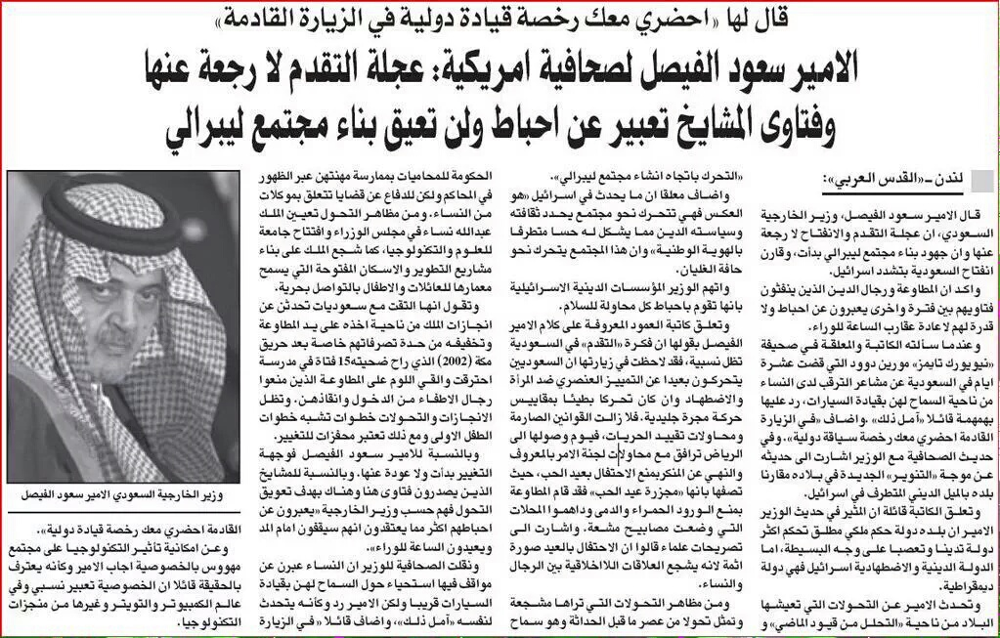 قال لها «احضري معك رخصة قيادة دولية في الزيارة القادمة»
الامير سعود الفيصل لصحافية امريكية: عجلة التقدم لا رجعة عنها
وفتاوى المشايخ تعبير عن احباط ولن تعيق بناء مجتمع ليبرالي
لندن ـ «القدس العربي»:
قال الامير سعود الفيصل، وزير الخارجية
السعودي، ان عجلة التقدم والانفتاح لا رجعة
عنها وان جهود بناء مجتمع ليبرالي بدأت، وقارن
انفتاح السعودية بتشدد اسرائيل.
واكد ان المطاوعة ورجال الدين الذين ينفثون
فتاويهم بين فترة واخرى يعبرون عن احباط ولا
قدرة لهم لاعادة عقارب الساعة للوراء.
وعندما سألته الكاتبة والمعلقة في صحيفة
«نيويورك تايمز» مورين دوود التي قضت عشرة
ايام في السعودية عن مشاعر الترقب لدى النساء
من ناحية السماح لهن بقيادة السيارات، رد عليها
بهمهمة قائلا «آمل ذلك» .واضاف «في الزيارة
القادمة احضري معك رخصة سياقة دولية». وفي
حديث الصحافية مع الوزير اشارت الى حديثه
عن موجة «التنوير» الجديدة في بلاده مقارنا
بلده بالميل الديني المتطرف في اسرائيل.
وتعلق الكاتبة قائلة ان المثير في حديث الوزير
الامير ان بلده دولة حكم ملكي مطلق تحكم اكثر
دولة تدينا وتعصبا على وجه البسيطة، اما
الدولة الدينية والاضطهادية اسرائيل فهي دولة
ديمقراطية.
وتحدث الامير عن التحولات التي تعيشها
البلاد من ناحية «التحلل من قيود الماضي» و
«التحرك باتجاه انشاء مجتمع ليبرالي».
واضاف معلقا ان ما يحدث في اسرائيل «هو
العكس فهي تتحرك نحو مجتمع يحدد ثقافته
وسياسته الدين مما يشكل له حسا متطرفا
بالهوية الوطنية» وان هذا المجتمع يتحرك نحو
حافة الغليان.
واتهم الوزير المؤسسات الدينية الاسرائيلية
بانها تقوم باحباط كل محاولة للسلام.
وتعلق كاتبة العمود المعروفة على كلام الامير
الفيصل بقولها ان فكرة «التقدم» في السعودية
تظل نسبية، فقد لاحظت في زيارتها ان السعوديين
يتحركون بعيدا عن التمييز العنصري ضد المرأة
والاضطهاد وان كان تحركا بطيئا بمقاييس
حركة مجرة جليدية. فلا زالت القوانين الصارمة
ومحاولات تقييد الحريات، فيوم وصولها الى
الرياض ترافق مع محاولات لجنة الامر بالمعروف
والنهي عن المنكر بمنع الاحتفال بعيد الحب، حيث
تصفها بانها «مجزرة عيد الحب» فقد قام المطاوعة
بمنع الورود الحمراء والدمى وداهموا المحلات
التي وضعت مصابيح مشعة. واشارت الى
تصريحات علماء قالوا ان الاحتفال بالعيد صورة
اثمة لانه يشجع العلاقات اللااخلاقية بين الرجال
والنساء.
ومن مظاهر التحولات التي تراها مشجعة
وتمثل تحولا من عصر ما قبل الحداثة وهو سماح
الحكومة للمحاميات بممارسة مهنتهن عبر الظهور
في المحاكم ولكن للدفاع عن قضايا تتعلق بموكلات
من النساء. ومن مظاهر التحول تعيين الملك
عبدالله نساء في مجلس الوزراء وافتتاح جامعة
للعلوم والتكنولوجيا، كما شجع الملك على بناء
مشاريع التطوير والاسكان المفتوحة التي يسمح
معمارها للعائلات والاطفال بالتواصل بحرية.
وتقول انها التقت مع سعوديات تحدثن عن
انجازات الملك من ناحية اخذه على يد المطاوعة
وتخفيفه من حدة تصرفاتهم خاصة بعد حريق
مكة (2002) الذي راح ضحيته 15 فتاة في مدرسة
احترقت والقي اللوم على المطاوعة الذين منعوا
رجال الاطفاء من الدخول وانقاذهن. وتظل
الانجازات والتحولات خطوات تشبه خطوات
الطفل الاولى ومع ذلك تعتبر محفزات للتغيير.
وبالنسبة للأمير سعود الفيصل فوجهة
التغيير بدأت ولا عودة عنها. وبالنسبة للمشايخ
الذين يصدرون فتاوى هنا وهناك بهدف تعويق
التحول فهم حسب وزير الخارجية «يعبرون عن
احباطهم اكثر مما يعتقدون انهم سيقفون امام المد
ويعيدون الساعة للوراء».
ونقلت الصحافية للوزير ان النساء عبرن عن
مواقف فيها استحياء حول السماح لهن بقيادة
السيارات قريبا ولكن الامير رد وكأنه يتحدث
لنفسه «آمل ذلك»، واضاف قائلا «في الزيارة
وزير الخارجية السعودي الامير سعود الفيصل
القادمة احضري معك رخصة قيادة دولية».
وعن امكانية تأثير التكنولوجيا على مجتمع
مهووس بالخصوصية اجاب الامير وكأنه يعترف
بالحقيقة قائلا ان الخصوصية تعبير نسبي وفي
عالم الكمبيوتر والتويتر وغيرها من منجزات
التكنولوجيا.